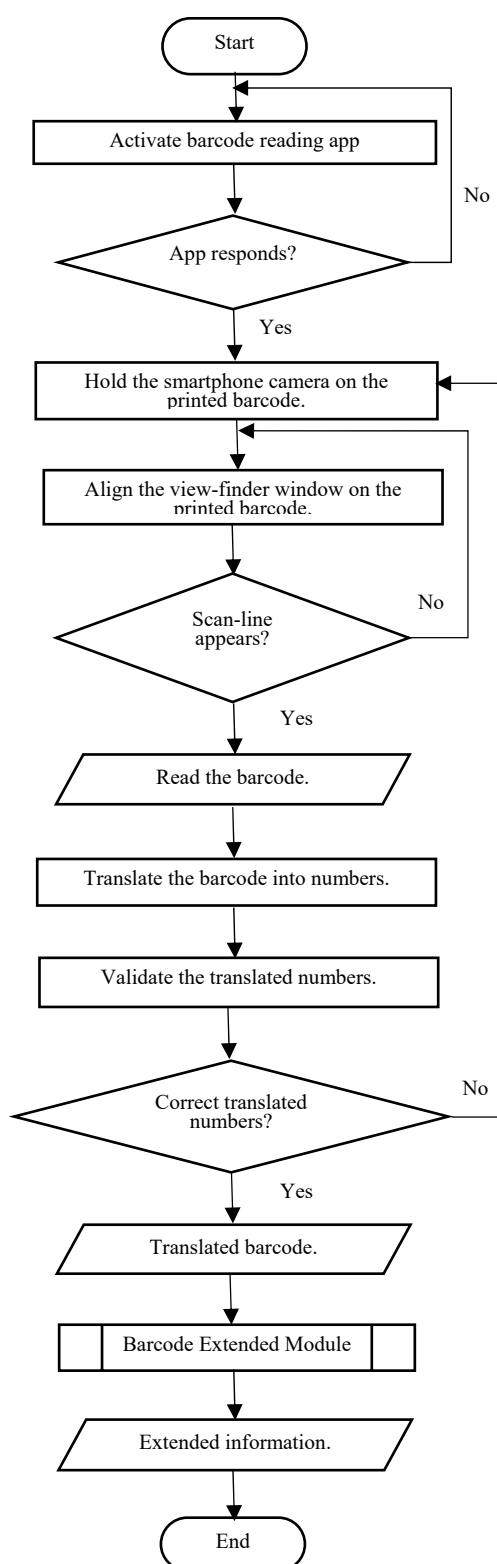 Start
Activate barcode reading app
No
App responds?
Yes
Hold the smartphone camera on the
printed barcode.
Align the view-finder window on the
printed barcode.
No
Scan-line
appears?
Yes
Read the barcode.
Translate the barcode into numbers.
Validate the translated numbers.
No
Correct translated
numbers?
Yes
Translated barcode.
Barcode Extended Module
Extended information.
End